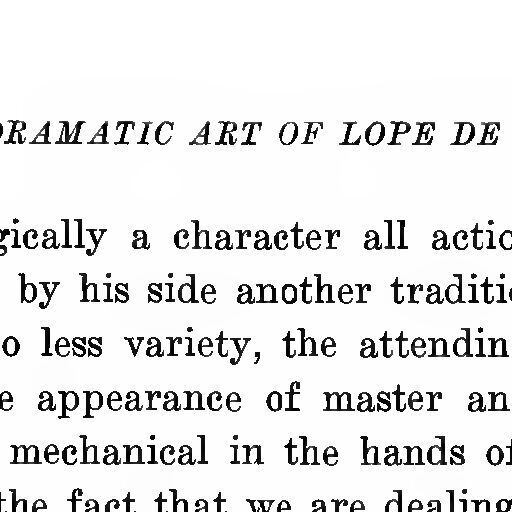 DRAMATIC ART OF LOPE DE
gically a character all actio
by his side another traditi
o less variety, the attendin
e appearance of master an
mechanical in the hands of
the fact that we are dealing